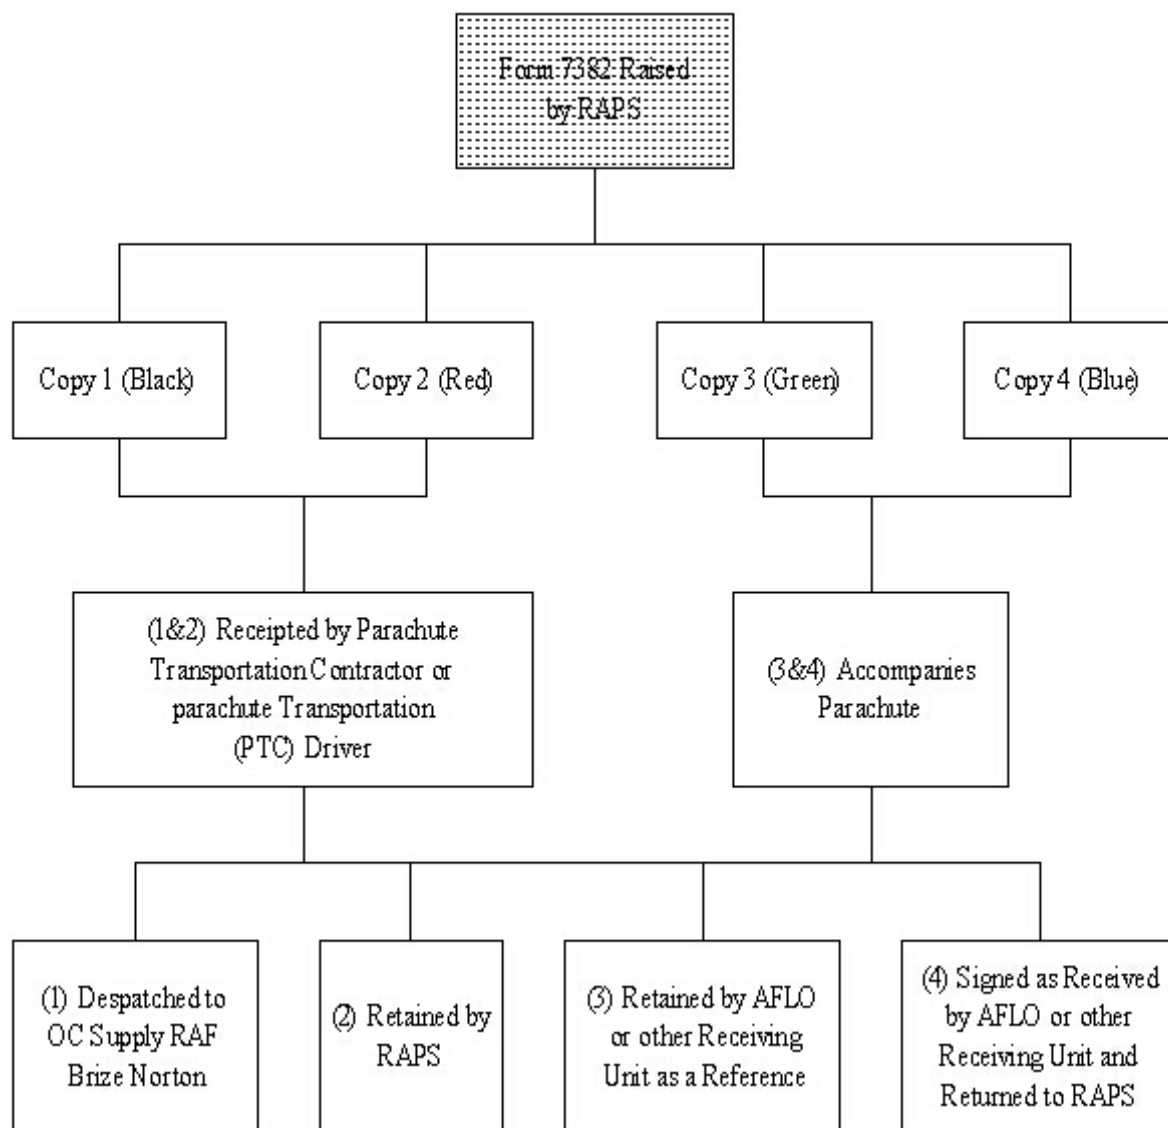 Form 7382 Raised
by RAPS
Copy 1 (Black)
Copy 2 (Red)
Copy 3 (Green)
Copy 4 (Blue)
(1&2) Receipted by Parachute
Transportation Contractor or
parachute Transportation
(PTC) Driver
(3&4) Accompanies
Parachute
(1) Despatched to
OC Supply RAF
Brize Norton
(2) Retained by
RAPS
(3) Retained by AFLO
or other Receiving
Unit as a Reference
(4) Signed as Received
by AFLO or other
Receiving Unit and
Returned to RAPS